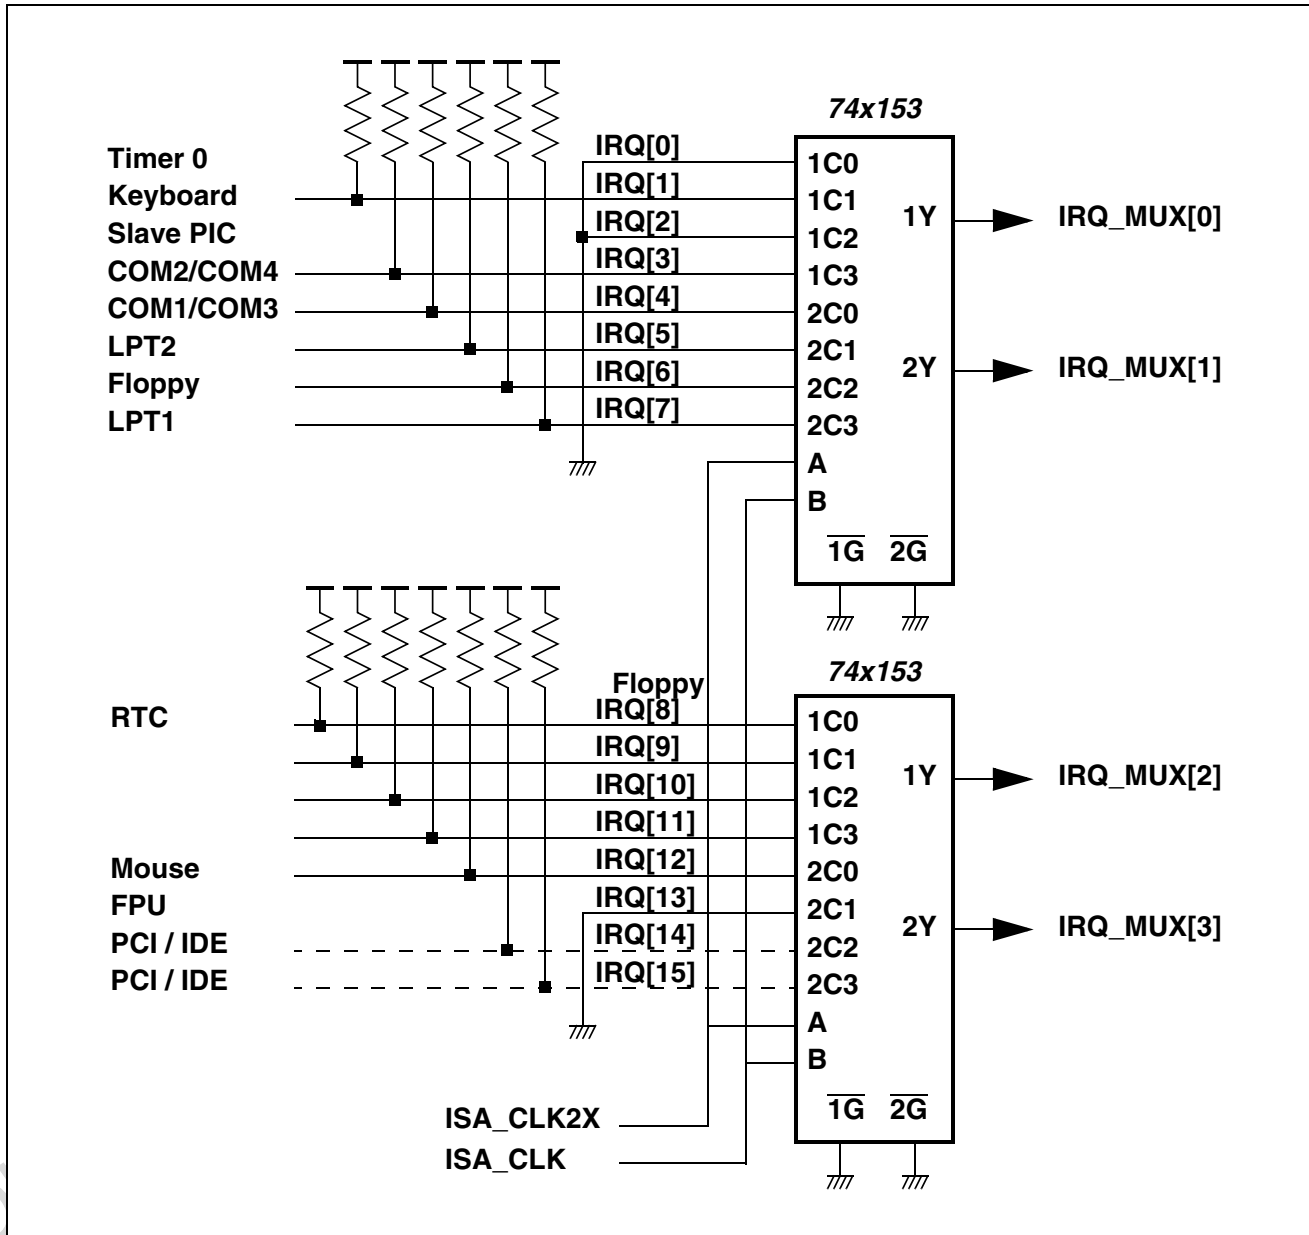 74x153
Timer 0 IRQ[0] 1C0
Keyboard IRQ[1] 1C1 1Y IRQ_MUX[0]
Slave PIC IRQ[2] 1C2
COM2/COM4 IRQ[3] 1C3
COM1/COM3 IRQ[4] 2C0
LPT2 IRQ[5] 2C1 2Y IRQ_MUX[1]
Floppy IRQ[6] 2C2
LPT1 IRQ[7] 2C3
A
B
1G 2G
74x153
Floppy
RTC IRQ[8] 1C0
IRQ[9] 1C1 1Y IRQ_MUX[2]
IRQ[10] 1C2
IRQ[11] 1C3
Mouse IRQ[12] 2C0
FPU IRQ[13] 2C1 2Y IRQ_MUX[3]
PCI / IDE IRQ[14] 2C2
PCI / IDE IRQ[15] 2C3
A
B
1G 2G
ISA_CLK2X
ISA_CLK